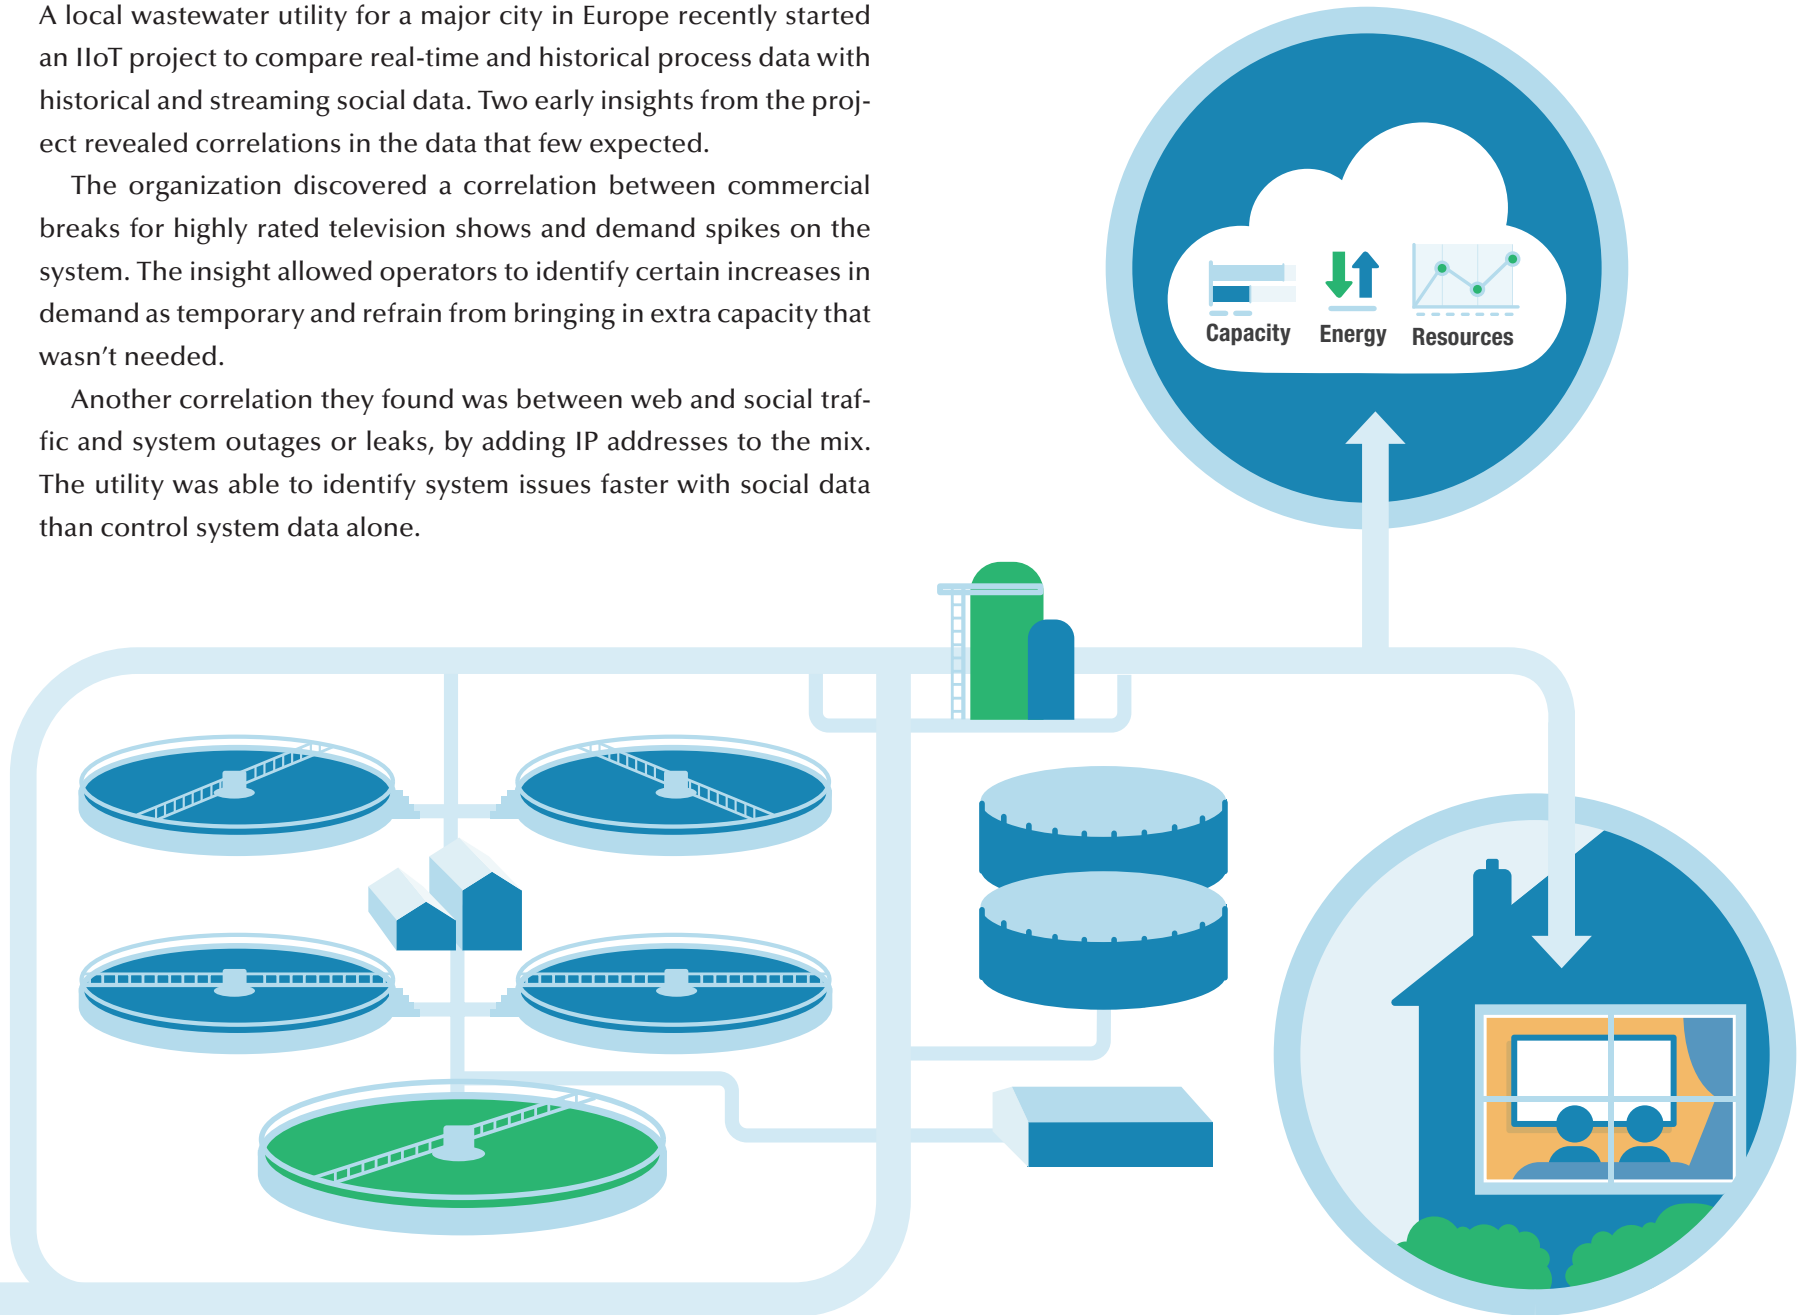 A local wastewater utility for a major city in Europe recently started
an IIoT project to compare real-time and historical process data with
historical and streaming social data. Two early insights from the proj-
ect revealed correlations in the data that few expected.
The organization discovered a correlation between commercial
breaks for highly rated television shows and demand spikes on the
system. The insight allowed operators to identify certain increases in
demand as temporary and refrain from bringing in extra capacity that
wasn’t needed.
Another correlation they found was between web and social traf-
fic and system outages or leaks, by adding IP addresses to the mix.
The utility was able to identify system issues faster with social data
than control system data alone.
Capacity Energy Resources